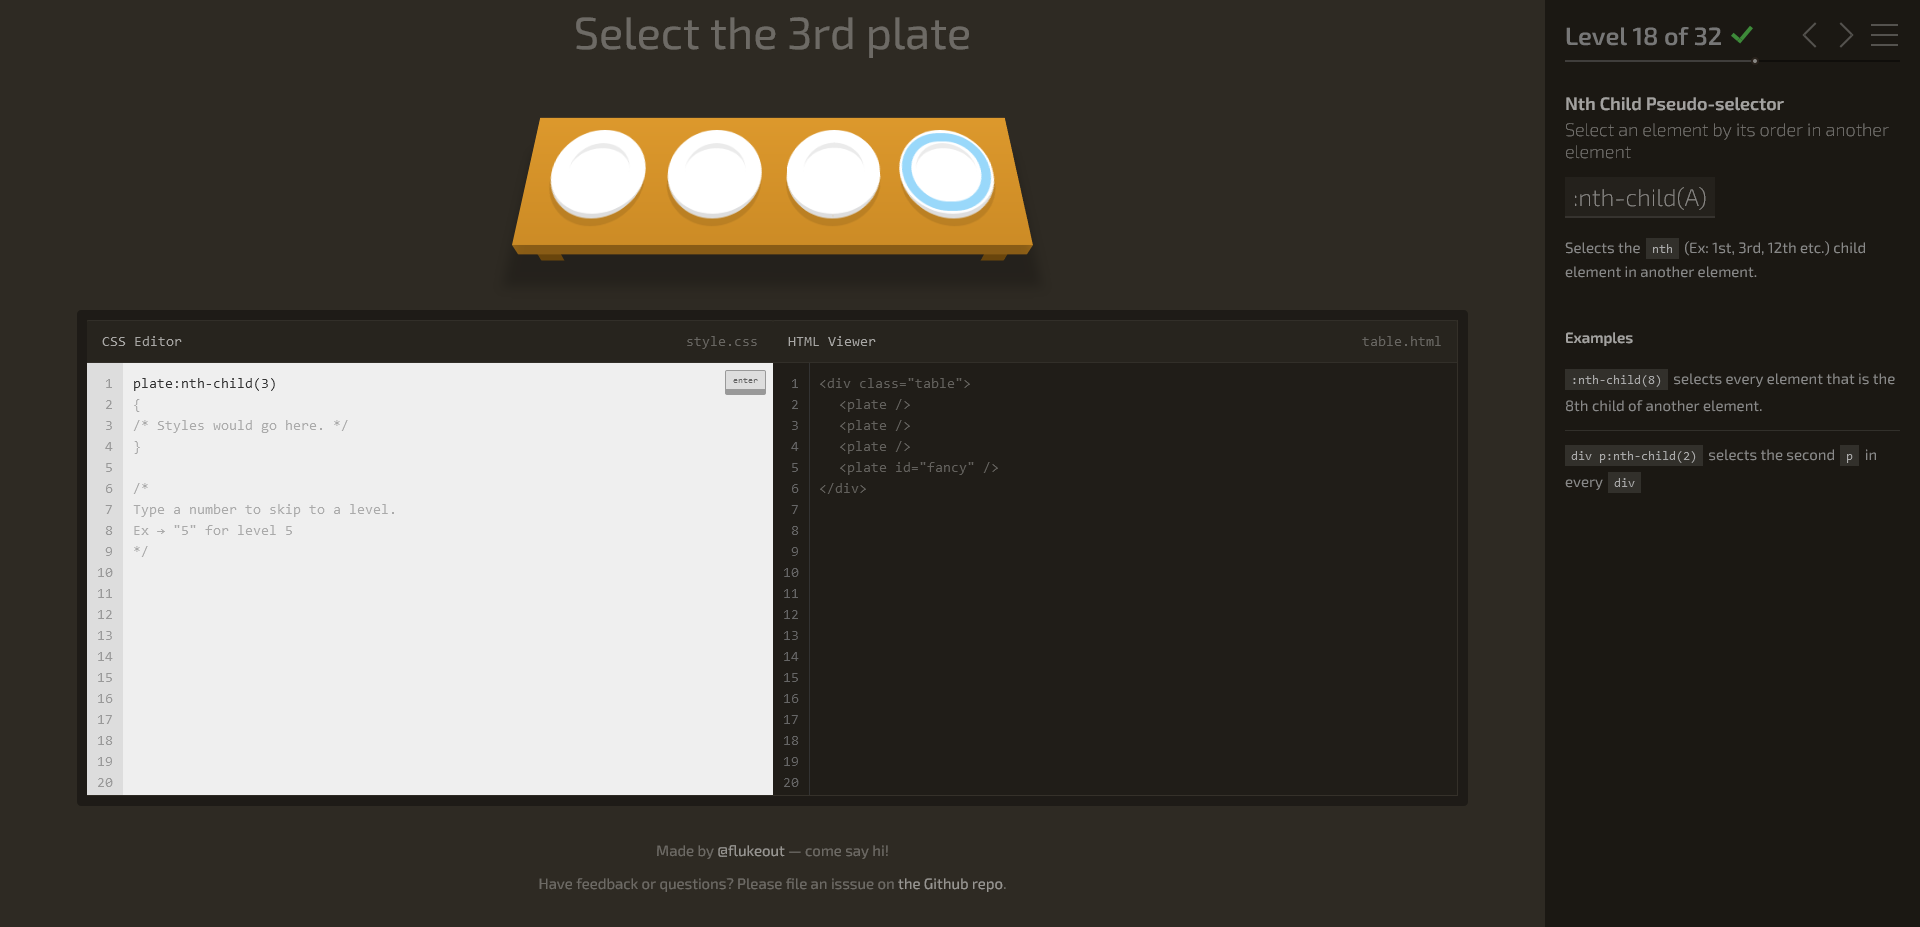 Select the 3rd plate
CSS Editor
style.css
1 plate:nth-child(3)
enter
2 {
3 /* Styles would go here. */
4 }
5
6 /*
7 Type a number to skip to a level.
8 Ex → "5" for level 5
9 */
10
11
12
13
14
15
16
17
18
19
20
HTML Viewer
table.html
1 <div class="table">
2 <plate />
3 <plate />
4 <plate />
5 <plate id="fancy" />
6 </div>
7
8
9
10
11
12
13
14
15
16
17
18
19
20
Made by @flukeout — come say hi!
Have feedback or questions? Please file an isssue on the Github repo.
Level 18 of 32
Nth Child Pseudo-selector
Select an element by its order in another
element
:nth-child(A)
Selects the nth (Ex: 1st, 3rd, 12th etc.) child
element in another element.
Examples
:nth-child(8) selects every element that is the
8th child of another element.
div p:nth-child(2) selects the second p in
every div